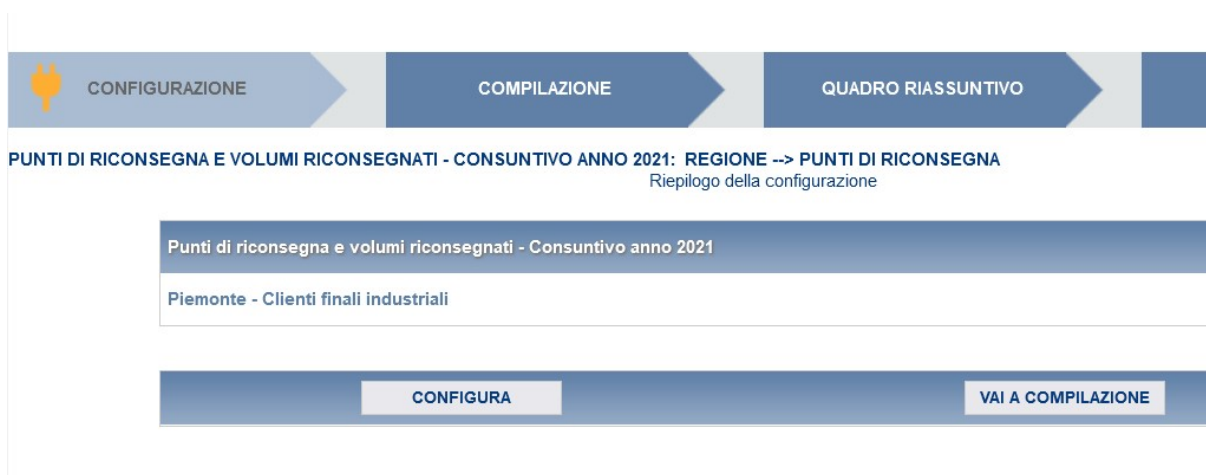 CONFIGURAZIONE
COMPILAZIONE
QUADRO RIASSUNTIVO
PUNTI DI RICONSEGNA E VOLUMI RICONSEGNATI - CONSUNTIVO ANNO 2021: REGIONE --> PUNTI DI RICONSEGNA
Riepilogo della configurazione
Punti di riconsegna e volumi riconsegnati - Consuntivo anno 2021
Piemonte - Clienti finali industriali
CONFIGURA
VAI A COMPILAZIONE